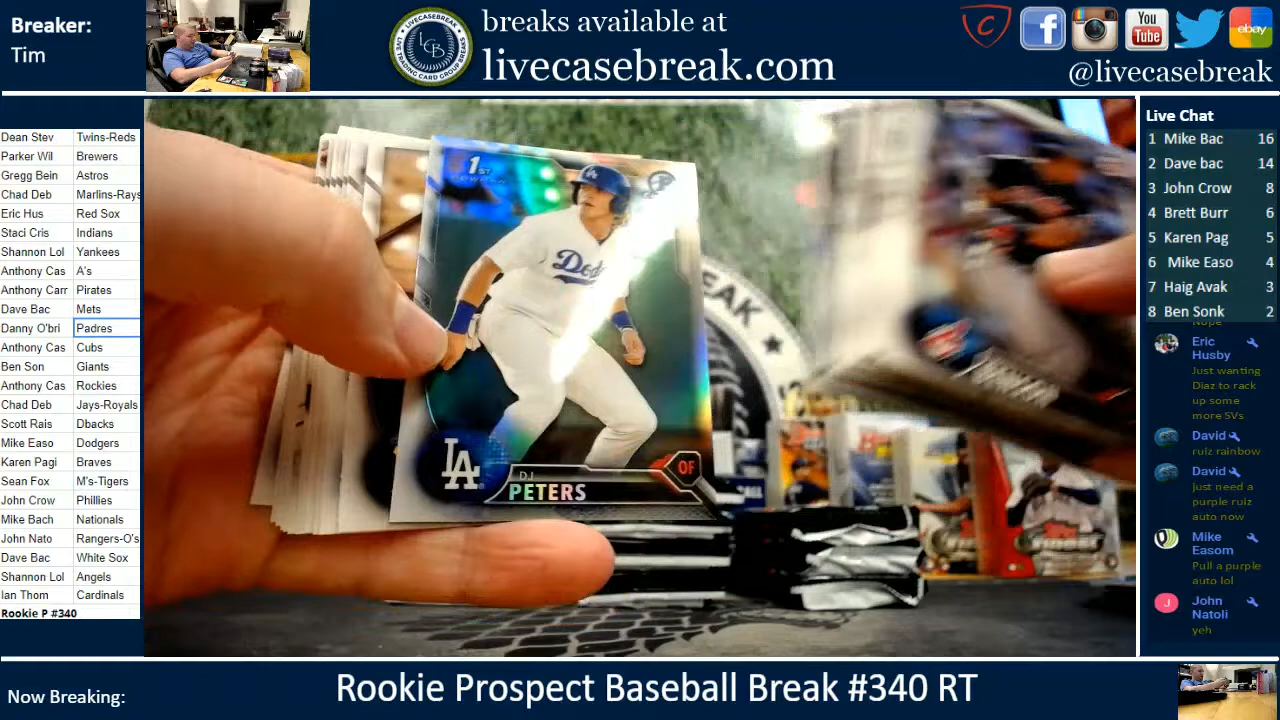 Breaker:
Tim
breaks available at
livecasebreak.com
LCB
You
Tube
ebay
@livecasebreak
Dean Stev Twins-Reds
Parker Wil Brewers
Gregg Bein Astros
Chad Deb Marlins-Rays
Eric Hus Red Sox
Staci Cris Indians
Shannon Lol Yankees
Anthony Cas A's
Anthony Carr Pirates
Dave Bac Mets
Danny O'bri Padres
Anthony Cas Cubs
Ben Son Giants
Anthony Cas Rockies
Chad Deb Jays-Royals
Scott Rais Dbacks
Mike Easo Dodgers
Karen Pagi Braves
Sean Fox M's-Tigers
John Crow Phillies
Mike Bach Nationals
John Nato Rangers-O's
Dave Bac White Sox
Shannon Lol Angels
Ian Thom Cardinals
Rookie P #340
1ST
Dod
LA
DJ
PETERS
OF
BREAK
Live Chat
1 Mike Bac 16
2 Dave bac 14
3 John Crow 8
4 Brett Burr 6
5 Karen Pag 5
6 Mike Easo 4
7 Haig Avak 3
8 Ben Sonk 2
Eric
Husby
Just wanting
Diaz to rack
up some
more SVs
David
ruiz rainbow
David
just need a
purple ruiz
auto now
Mike
Easom
Pull a purple
auto lol
J
John
Natoli
yeh
Now Breaking:
Rookie Prospect Baseball Break #340 RT